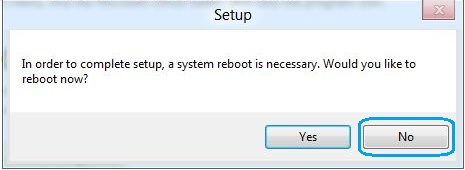 Setup
In order to complete setup, a system reboot is necessary. Would you like to
reboot now?
Yes No